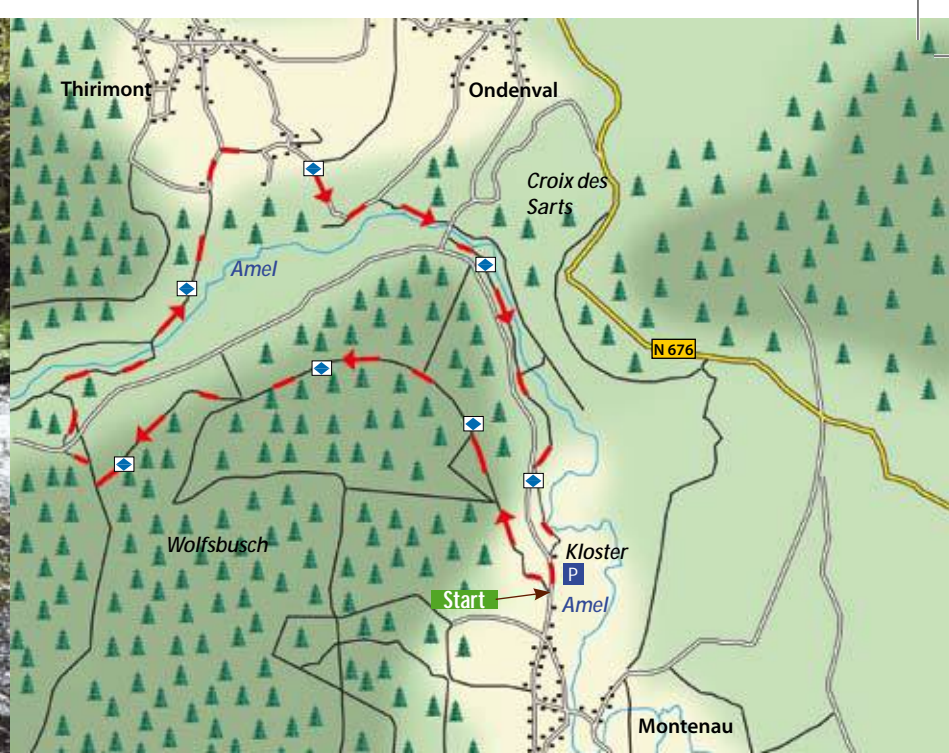 Thirimont
Ondenval
Croix des
Sarts
Amel
N 676
Wolfsbusch
Kloster
P
Start
Amel
Montenau